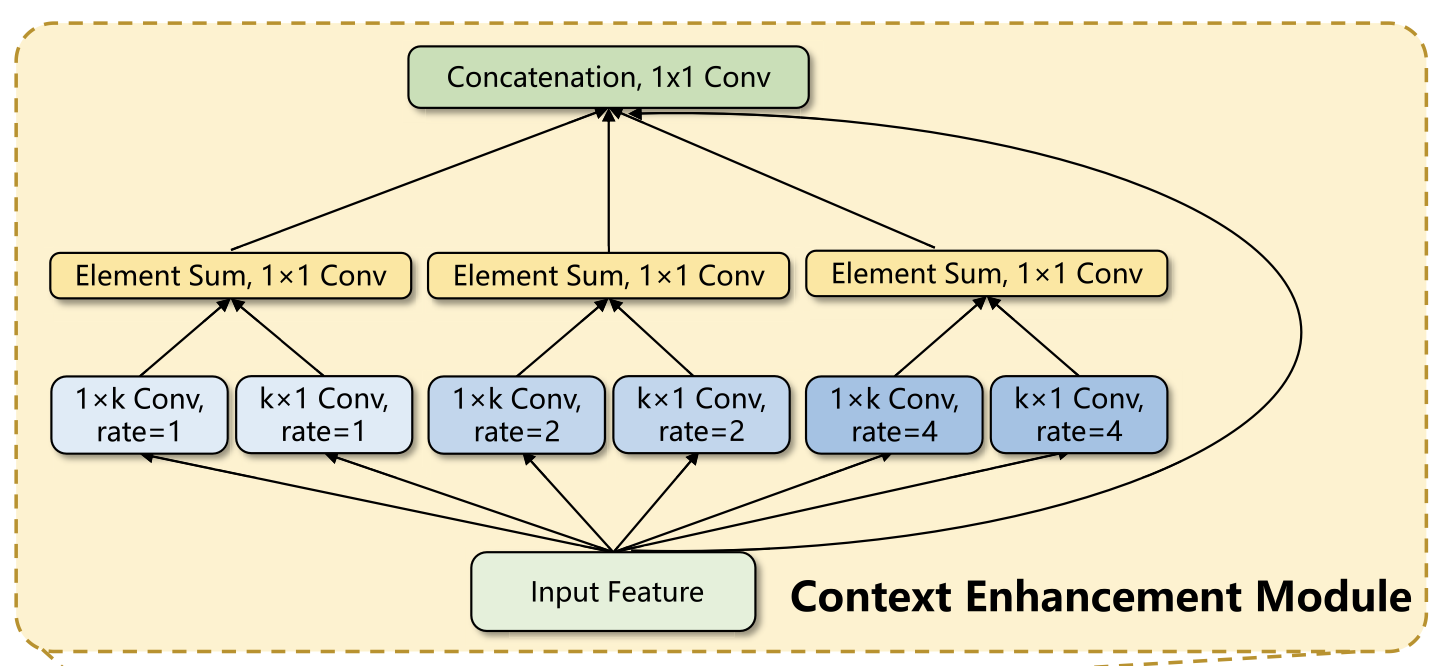 Concatenation, 1x1 Conv
Element Sum, 1×1 Conv
Element Sum, 1×1 Conv
Element Sum, 1×1 Conv
1×k Conv,
rate=1
k×1 Conv,
rate=1
1×k Conv,
rate=2
k×1 Conv,
rate=2
1×k Conv,
rate=4
k×1 Conv,
rate=4
Input Feature
Context Enhancement Module